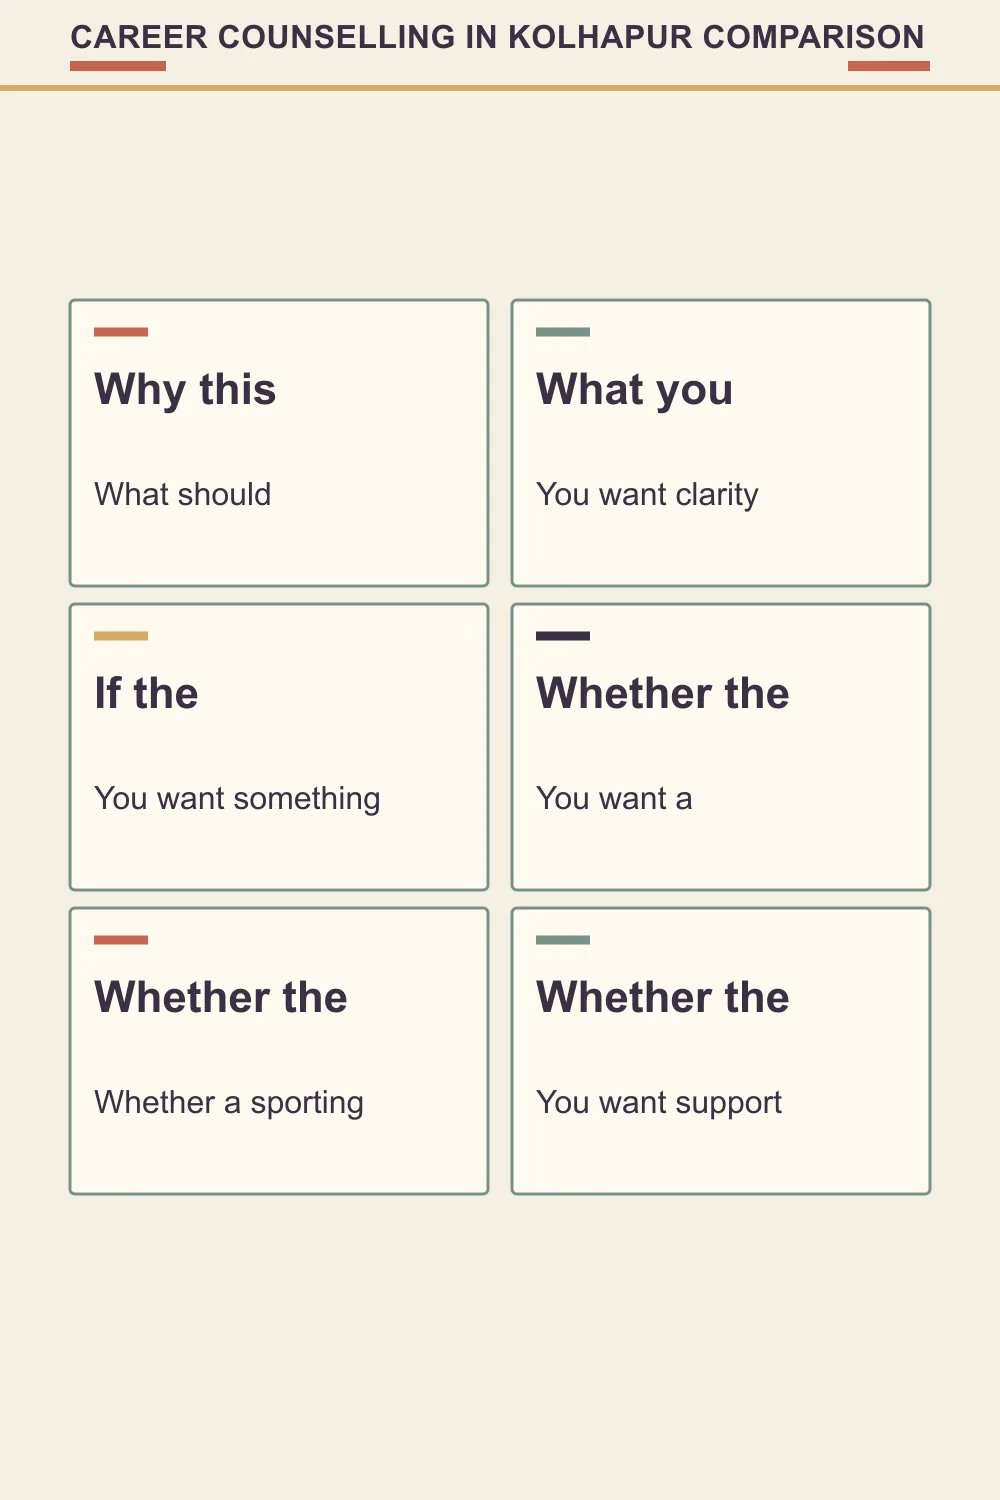 CAREER COUNSELLING IN KOLHAPUR COMPARISON
Why this
What should
What you
You want clarity
If the
You want something
Whether the
You want a
Whether the
Whether a sporting
Whether the
You want support